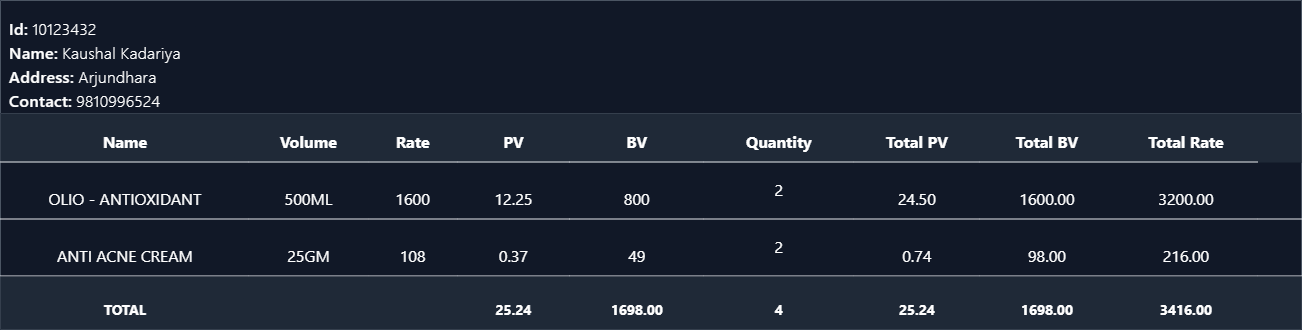 Id: 10123432
Name: Kaushal Kadariya
Address: Arjundhara
Contact: 9810996524
Name Volume Rate PV BV Quantity Total PV Total BV Total Rate
OLIO - ANTIOXIDANT 500ML 1600 12.25 800 2 24.50 1600.00 3200.00
ANTI ACNE CREAM 25GM 108 0.37 49 2 0.74 98.00 216.00
TOTAL 25.24 1698.00 4 25.24 1698.00 3416.00